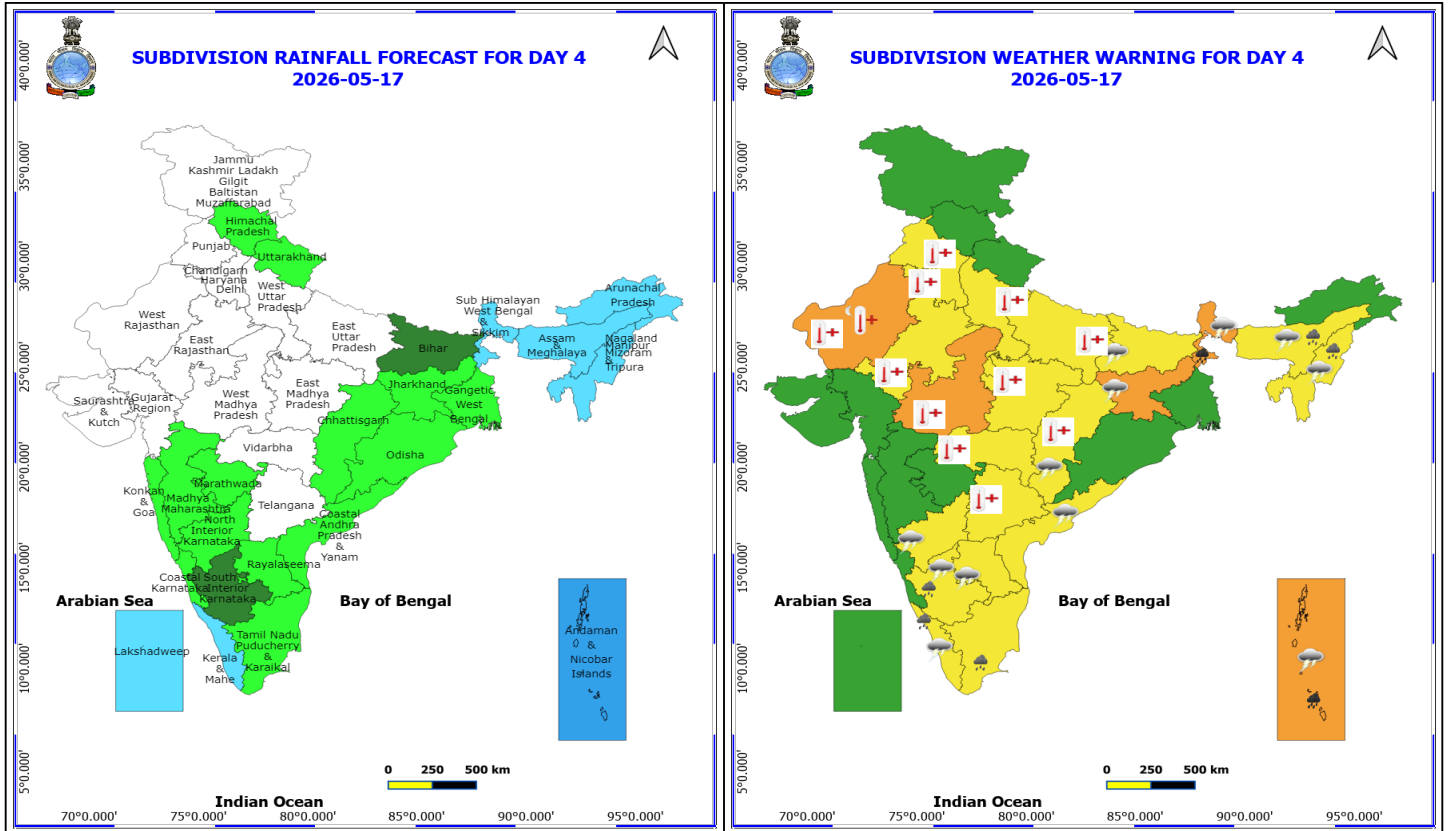 SUBDIVISION RAINFALL FORECAST FOR DAY 4
2026-05-17
40°0.000'
35°0.000'
30°0.000'
25°0.000'
20°0.000'
15°0.000'
10°0.000'
5°0.000'
Jammu
Kashmir Ladakh
Gilgit
Baltistan
Muzaffarabad
Himachal
Pradesh
Punjab
Uttarakhand
Chandigarh
Haryana
Delhi
West
Uttar
Pradesh
West
Rajasthan
East
Rajasthan
East
Uttar
Pradesh
Bihar
Sub Himalayan
West Bengal
&
Sikkim
Arunachal
Pradesh
Assam
&
Meghalaya
Nagaland
Manipur
Mizoram
&
Tripura
Saurashtra
&
Kutch
Gujarat
Region
West
Madhya
Pradesh
East
Madhya
Pradesh
Jharkhand
Gangetic
West
Bengal
Chhattisgarh
Odisha
Vidarbha
Konkan
&
Goa
Marathwada
Madhya
Maharashtra
North
Interior
Karnataka
Telangana
Coastal
Andhra
Pradesh
&
Yanam
Rayalaseema
Coastal
Karnataka
South
Interior
Karnataka
Arabian Sea
Bay of Bengal
Lakshadweep
Kerala
&
Mahe
Tamil Nadu
Puducherry
&
Karaikal
Andaman
&
Nicobar
Islands
0 250 500 km
Indian Ocean
70°0.000' 75°0.000' 80°0.000' 85°0.000' 90°0.000' 95°0.000'
SUBDIVISION WEATHER WARNING FOR DAY 4
2026-05-17
40°0.000'
35°0.000'
30°0.000'
25°0.000'
20°0.000'
15°0.000'
10°0.000'
5°0.000'
Arabian Sea
Bay of Bengal
0 250 500 km
Indian Ocean
70°0.000' 75°0.000' 80°0.000' 85°0.000' 90°0.000' 95°0.000'